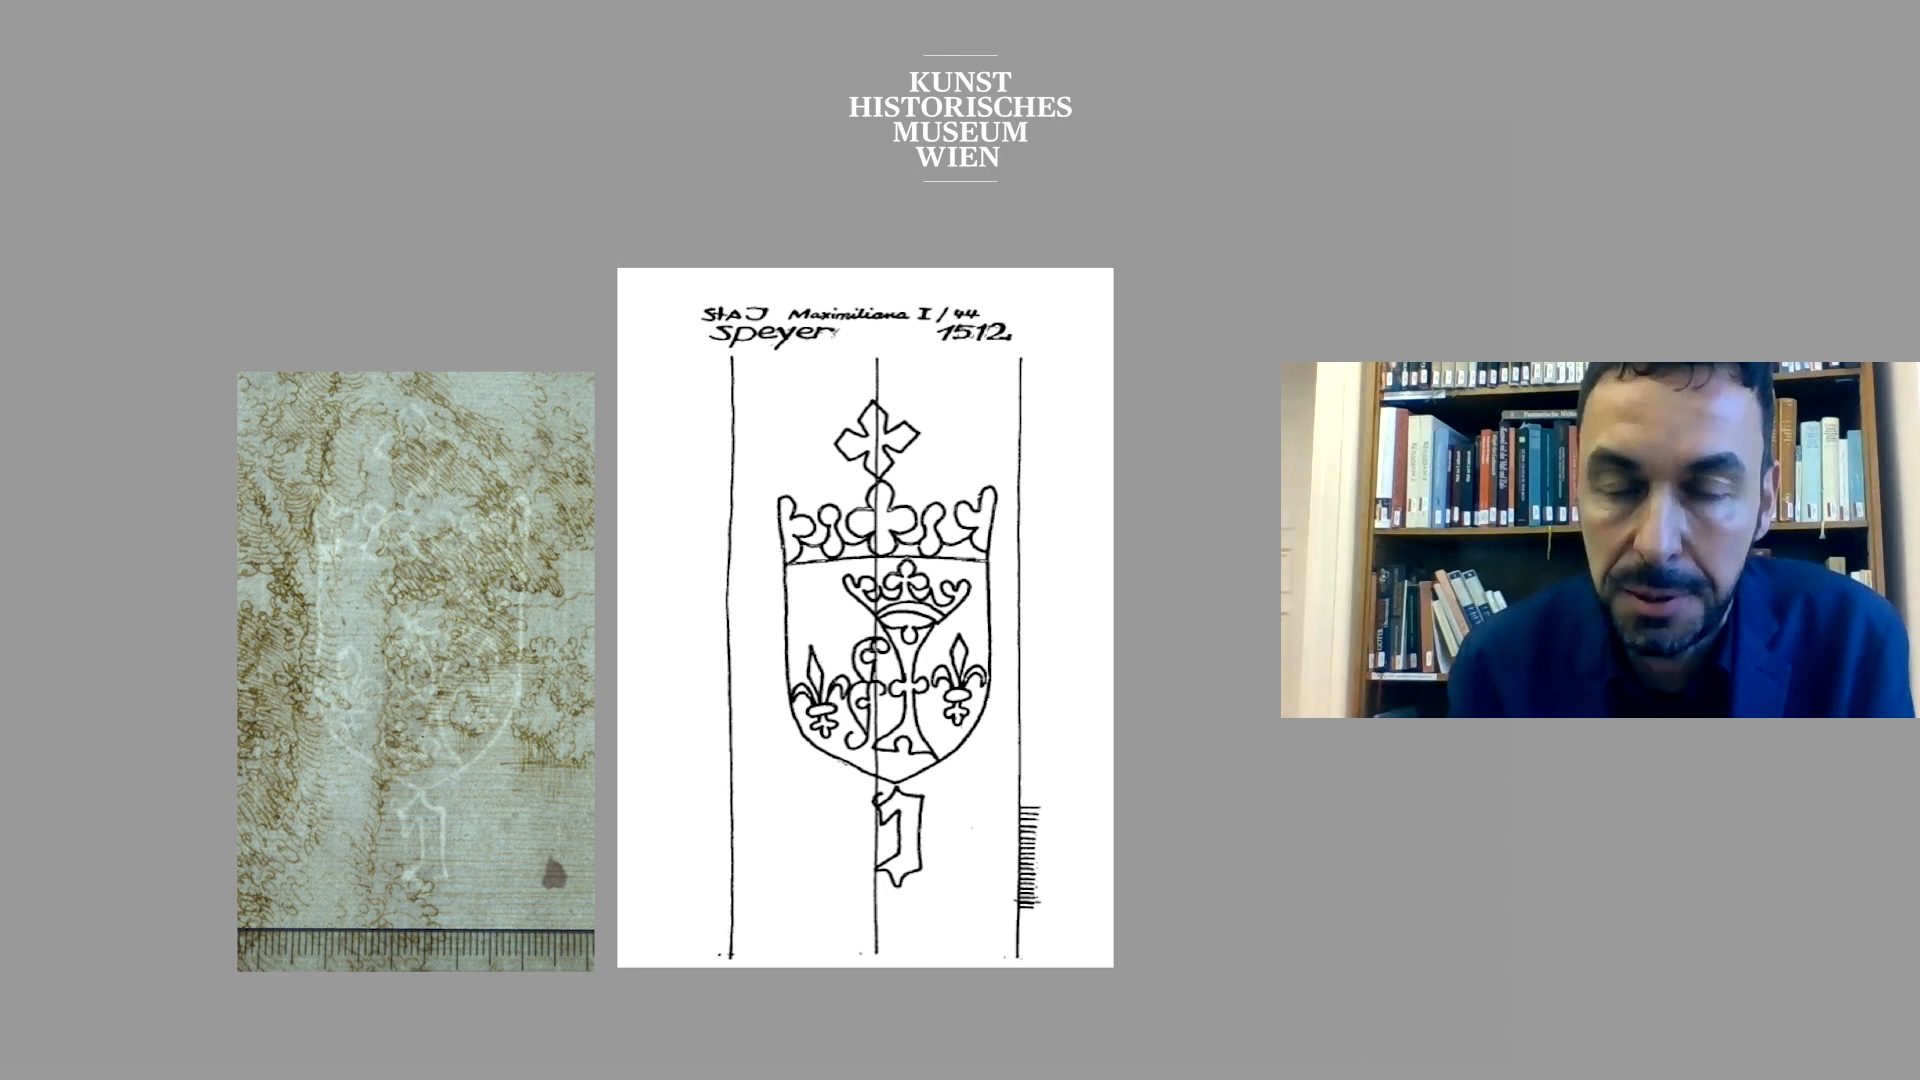 KUNST
HISTORISCHES
MUSEUM
WIEN
StAJ Maximiliana I/44
Speyer 1512.